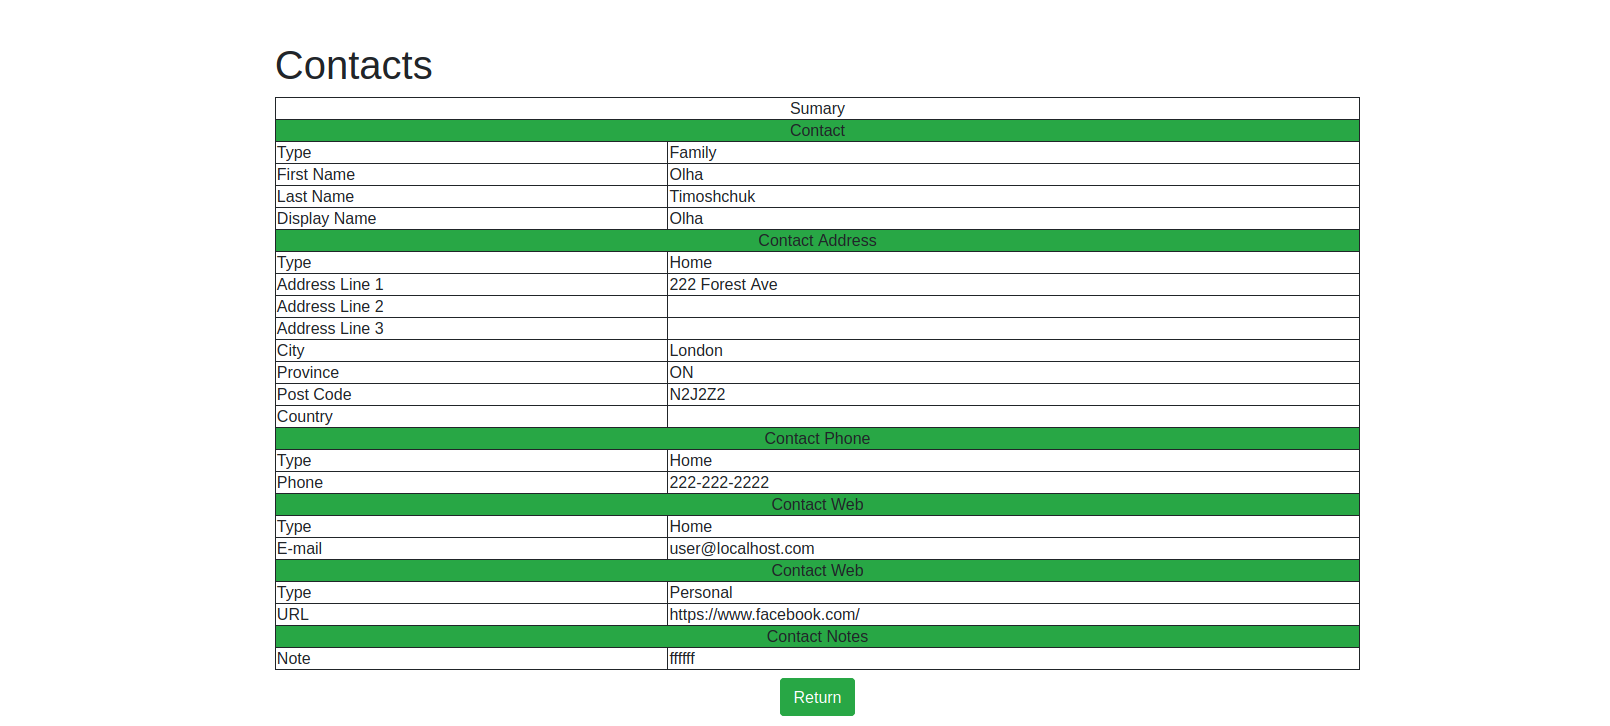 Contacts
Sumary
Contact
Type Family
First Name Olha
Last Name Timoshchuk
Display Name Olha
Contact Address
Type Home
Address Line 1 222 Forest Ave
Address Line 2
Address Line 3
City London
Province ON
Post Code N2J2Z2
Country
Contact Phone
Type Home
Phone 222-222-2222
Contact Web
Type Home
E-mail user@localhost.com
Contact Web
Type Personal
URL https://www.facebook.com/
Contact Notes
Note ffffff
Return